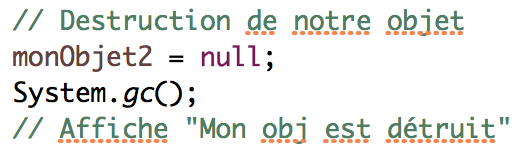 // Destruction de notre objet
monObjet2 = null;
System.gc();
// Affiche "Mon obj est détruit"